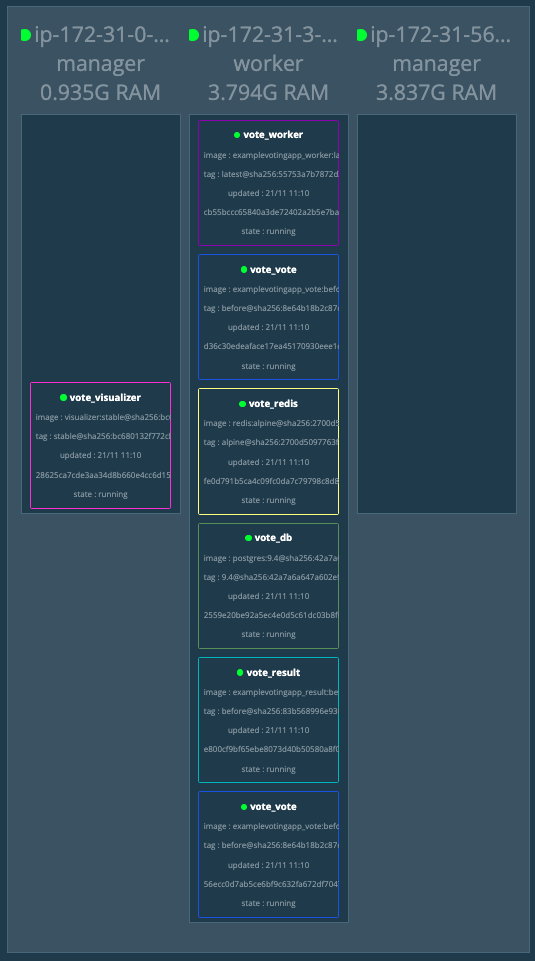 ip-172-31-0-...
manager
0.935G RAM
vote_visualizer
image : visualizer:stable@sha256:bc6
tag : stable@sha256:bc680132f772cb
updated : 21/11 11:10
28625ca7cde3aa34d8b660e4cc6d15
state : running
ip-172-31-3-...
worker
3.794G RAM
vote_worker
image : examplevotingapp_worker:la
tag : latest@sha256:55753a7b7872d
updated : 21/11 11:10
cb55bccc65840a3de72402a2b5e7ba
state : running
vote_vote
image : examplevotingapp_vote:befo
tag : before@sha256:8e64b18b2c87
updated : 21/11 11:10
d36c30edeaface17ea45170930eee1
state : running
vote_redis
image : redis:alpine@sha256:2700d5
tag : alpine@sha256:2700d5097763
updated : 21/11 11:10
fe0d791b5ca4c09fc0da7c79798c8d8
state : running
vote_db
image : postgres:9.4@sha256:42a7a
tag : 9.4@sha256:42a7a6a647a602e
updated : 21/11 11:10
2559e20be92a5ec4e0d5c61dc03b8f
state : running
vote_result
image : examplevotingapp_result:be
tag : before@sha256:83b568996e93
updated : 21/11 11:10
e800cf9bf65ebe8073d40b50580a8f0
state : running
vote_vote
image : examplevotingapp_vote:befo
tag : before@sha256:8e64b18b2c87
updated : 21/11 11:10
56ecc0d7ab5ce6bf9c632fa672df704
state : running
ip-172-31-56...
manager
3.837G RAM